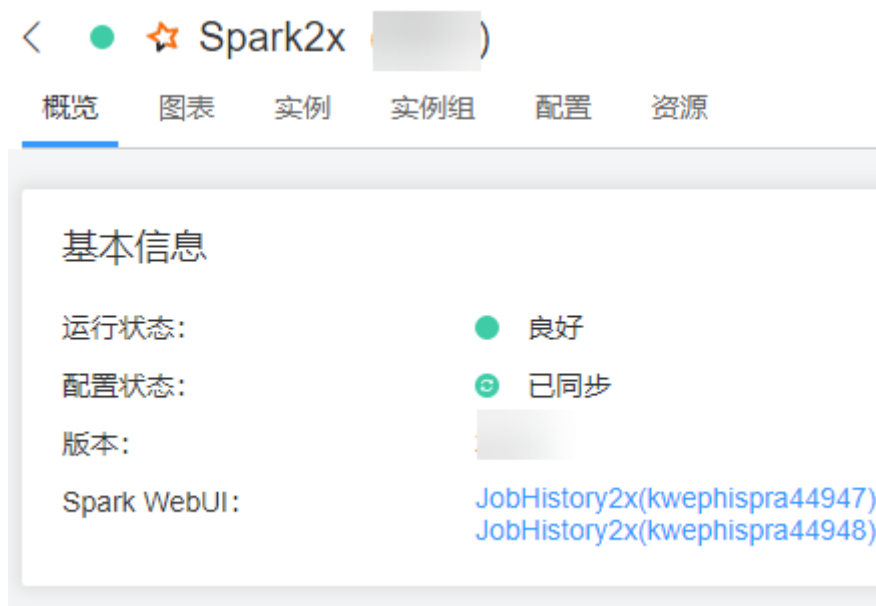 Spark2x )
概览 图表 实例 实例组 配置 资源
基本信息
运行状态: 良好
配置状态: 已同步
版本:
Spark WebUI: JobHistory2x(kwephispra44947)
JobHistory2x(kwephispra44948)